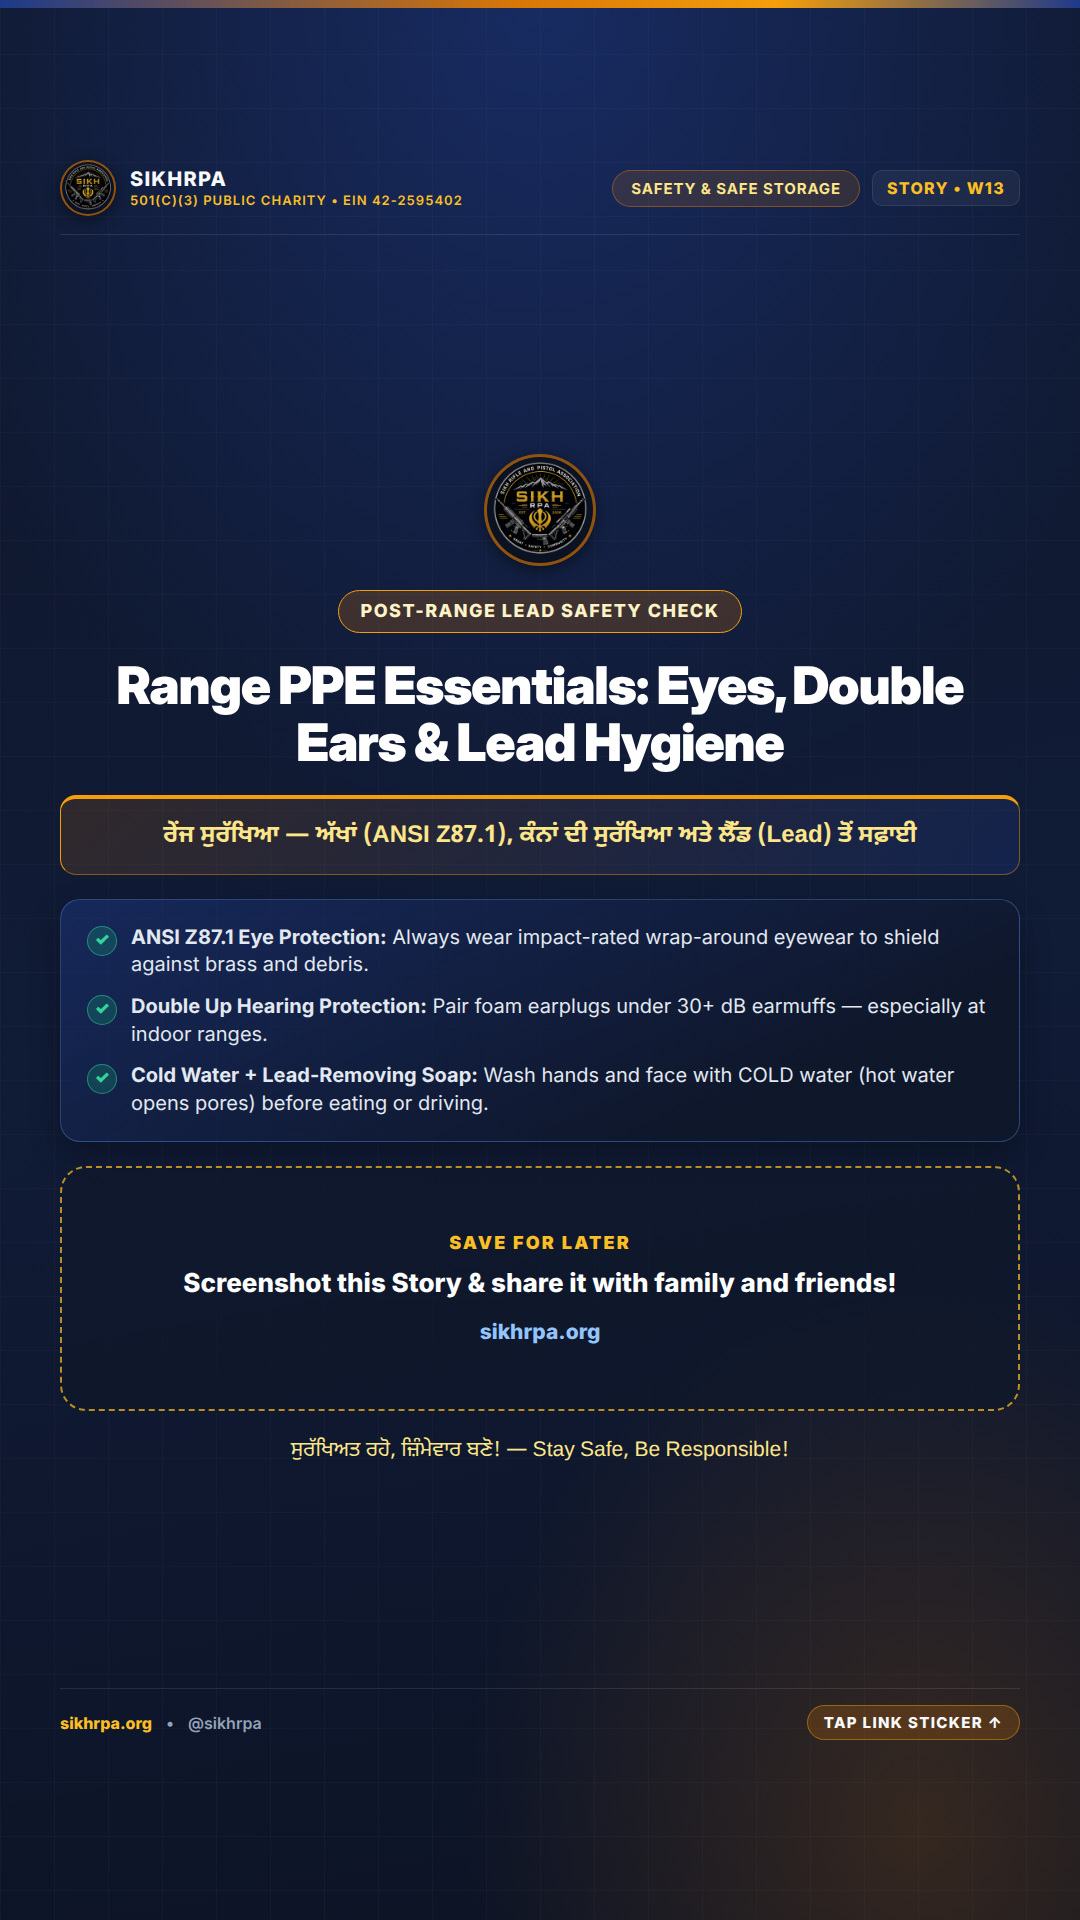 SIKHRPA
501(C)(3) PUBLIC CHARITY • EIN 42-2595402
SAFETY & SAFE STORAGE
STORY • W13
SIKH RIFLE AND PISTOL ASSOCIATION
SIKH
RPA
POST-RANGE LEAD SAFETY CHECK
Range PPE Essentials: Eyes, Double
Ears & Lead Hygiene
ਰੇਂਜ ਸੁਰੱਖਿਆ — ਅੱਖਾਂ (ANSI Z87.1), ਕੰਨਾਂ ਦੀ ਸੁਰੱਖਿਆ ਅਤੇ ਲੈੱਡ (Lead) ਤੋਂ ਸਫ਼ਾਈ
ANSI Z87.1 Eye Protection: Always wear impact-rated wrap-around eyewear to shield
against brass and debris.
Double Up Hearing Protection: Pair foam earplugs under 30+ dB earmuffs — especially at
indoor ranges.
Cold Water + Lead-Removing Soap: Wash hands and face with COLD water (hot water
opens pores) before eating or driving.
SAVE FOR LATER
Screenshot this Story & share it with family and friends!
sikhrpa.org
ਸੁਰੱਖਿਅਤ ਰਹੋ, ਜ਼ਿੰਮੇਵਾਰ ਬਣੋ! — Stay Safe, Be Responsible!
sikhrpa.org • @sikhrpa
TAP LINK STICKER ↑